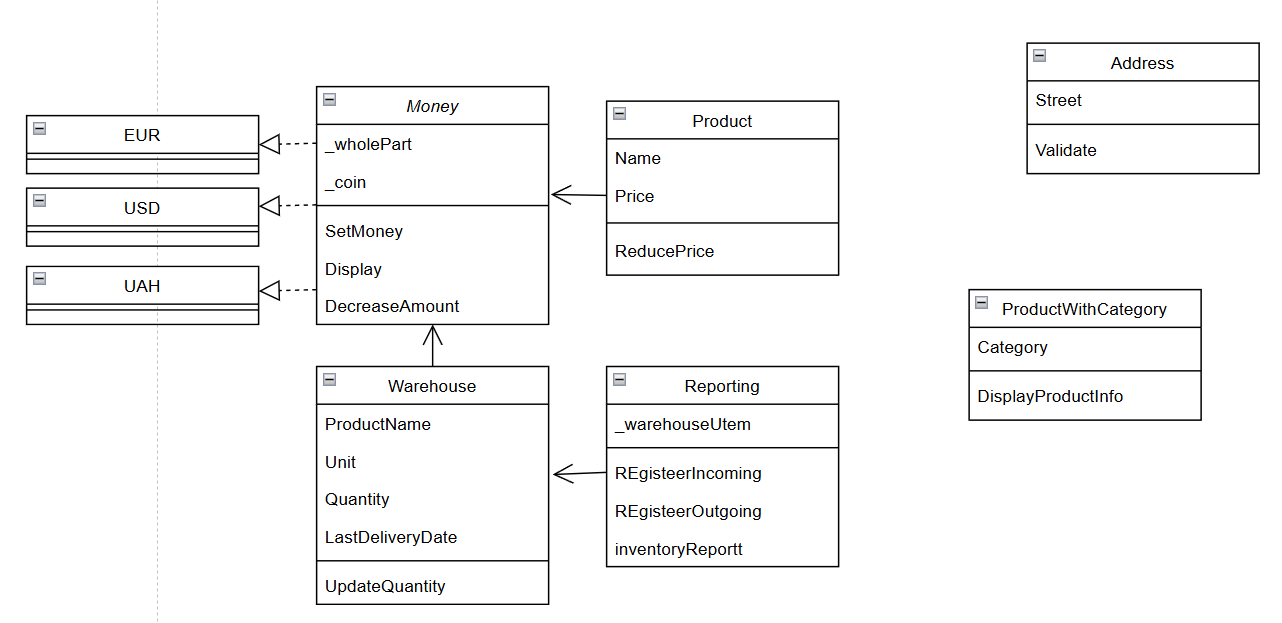 EUR
USD
UAH
Money
_wholePart
_coin
SetMoney
Display
DecreaseAmount
Product
Name
Price
ReducePrice
Address
Street
Validate
Warehouse
ProductName
Unit
Quantity
LastDeliveryDate
UpdateQuantity
Reporting
_warehouseUtem
REgisteerIncoming
REgisteerOutgoing
inventoryReportt
ProductWithCategory
Category
DisplayProductInfo